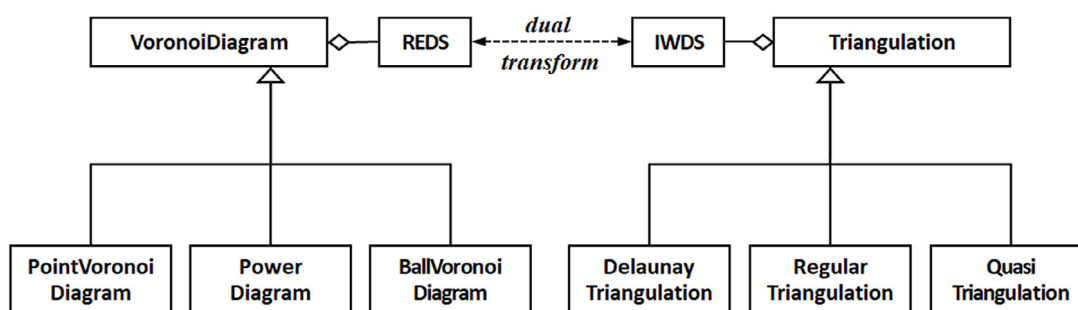 VoronoiDiagram
REDS
dual
transform
IWDS
Triangulation
PointVoronoi
Diagram
Power
Diagram
BallVoronoi
Diagram
Delaunay
Triangulation
Regular
Triangulation
Quasi
Triangulation